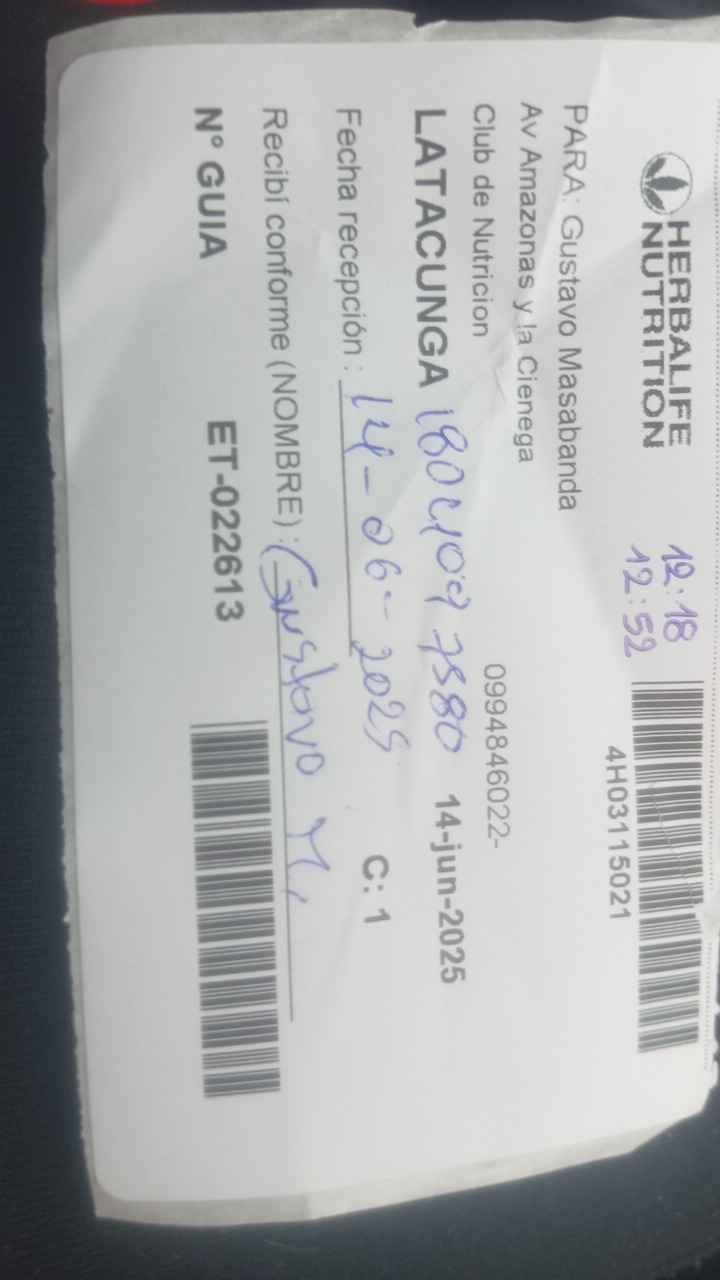 HERBALIFE
NUTRITION
12:18
12:52
4H03115021
PARA: Gustavo Masabanda
Av Amazonas y la Cienega
Club de Nutricion 0994846022-
LATACUNGA 1804097580 14-jun-2025
Fecha recepción : 14-06-2025 C: 1
Recibí conforme (NOMBRE) : Gustavo M.
N° GUIA ET-022613